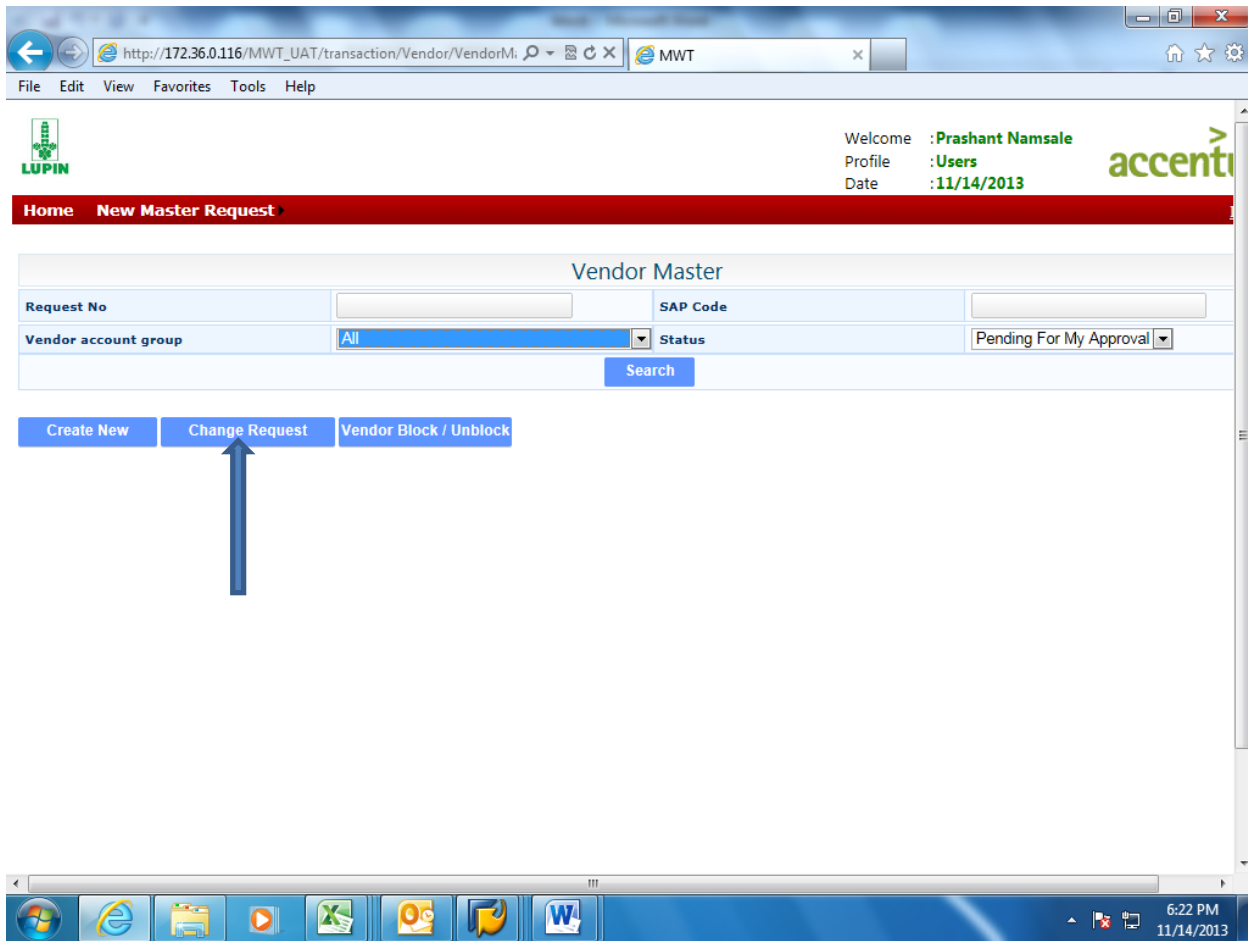 http://172.36.0.116/MWT_UAT/transaction/Vendor/VendorMa
MWT
File Edit View Favorites Tools Help
LUPIN
Welcome :Prashant Namsale
Profile :Users
Date :11/14/2013
accentu
Home New Master Request
Vendor Master
Request No SAP Code
Vendor account group All Status Pending For My Approval
Search
Create New Change Request Vendor Block / Unblock
6:22 PM
11/14/2013